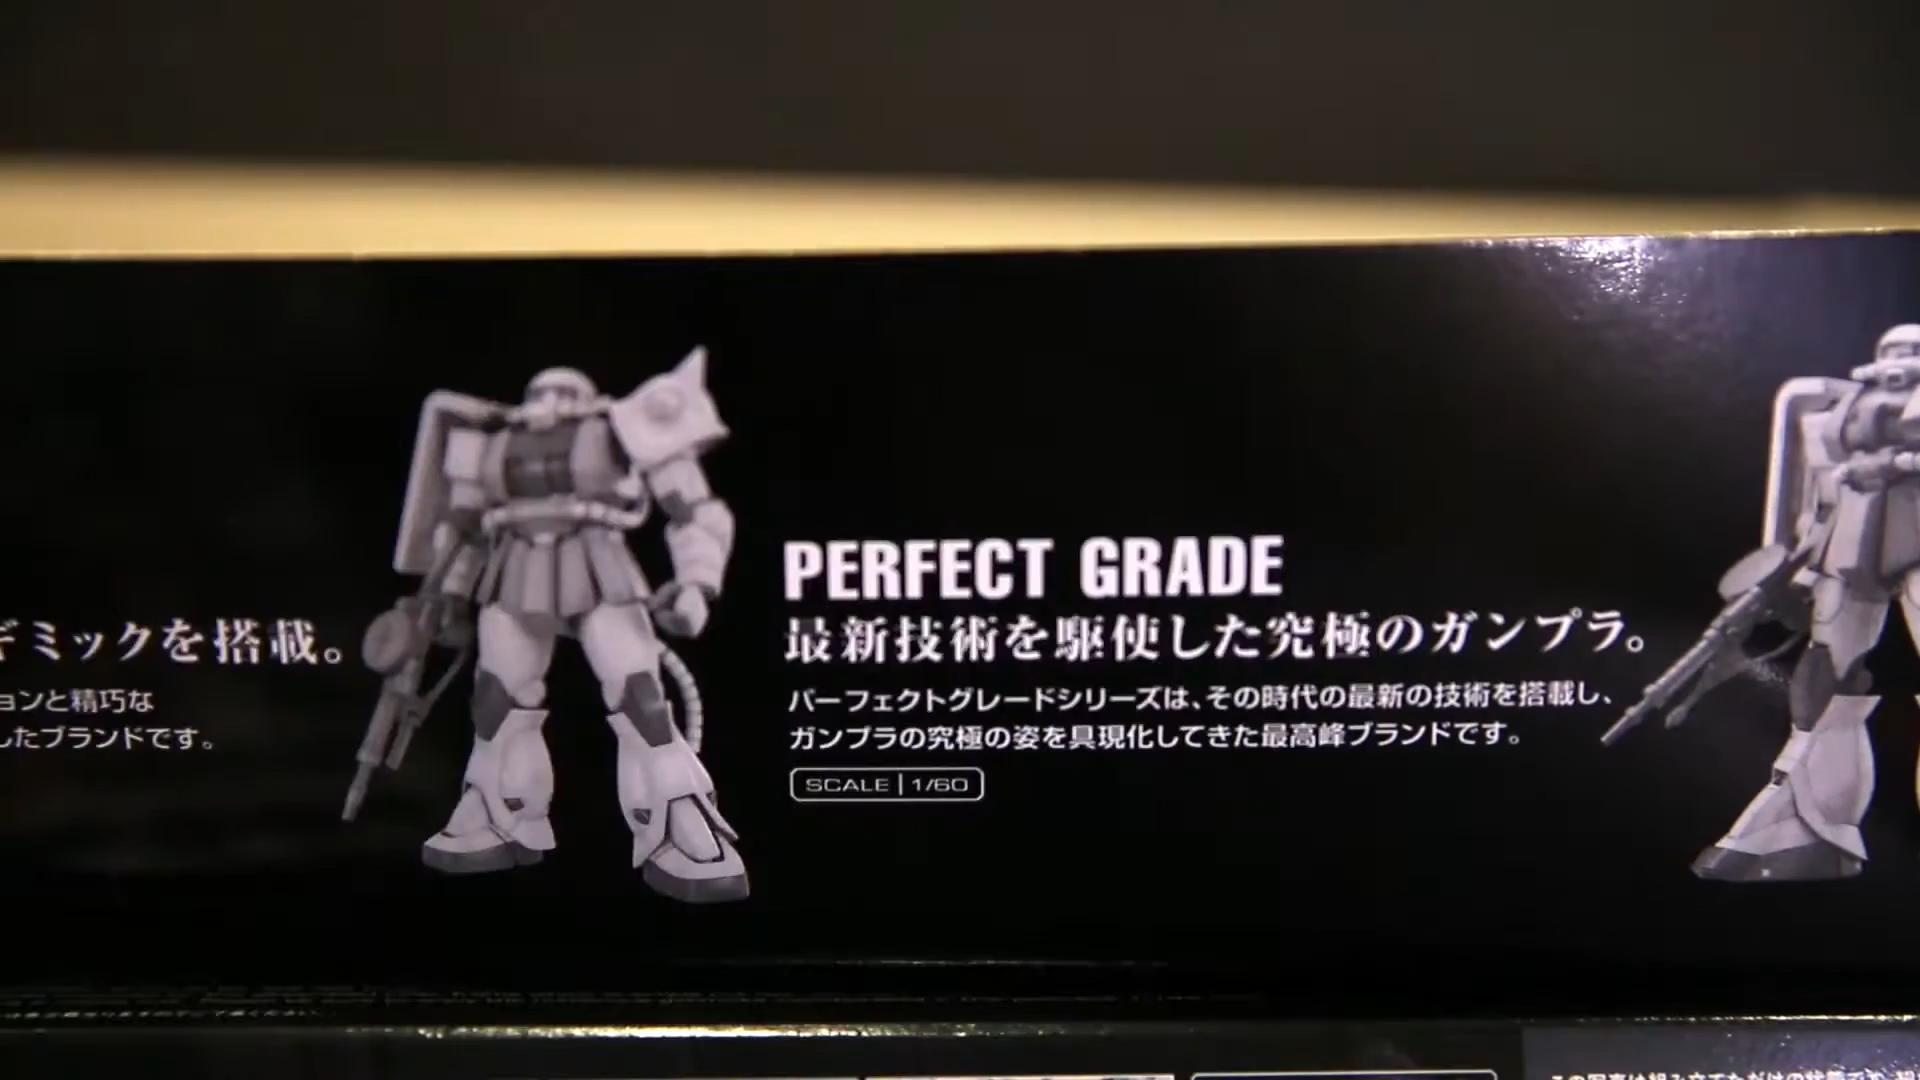 ミックを搭載。
ョンと精巧な
したブランドです。
PERFECT GRADE
最新技術を駆使した究極のガンプラ。
パーフェクトグレードシリーズは、その時代の最新の技術を搭載し、
ガンプラの究極の姿を具現化してきた最高峰ブランドです。
SCALE | 1/60